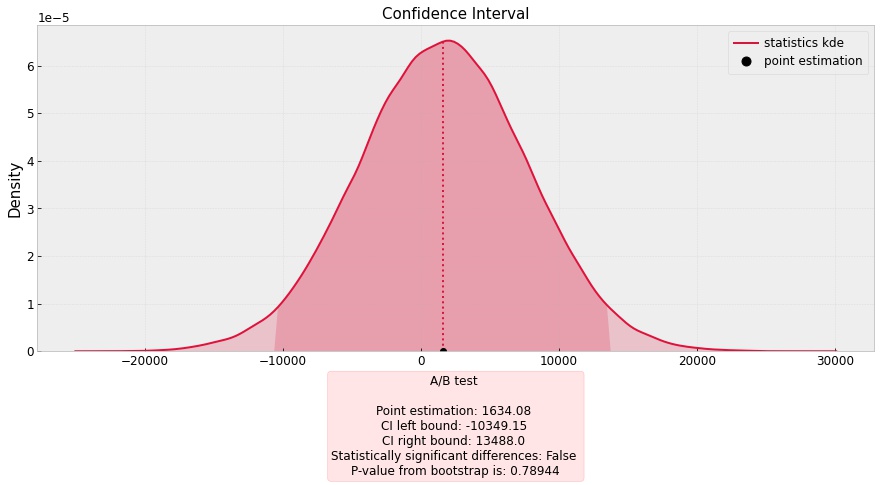 Confidence Interval
1e−5
statistics kde
point estimation
6
5
4
3
2
1
0
Density
−20000
−10000
0
10000
20000
30000
A/B test
Point estimation: 1634.08
CI left bound: -10349.15
CI right bound: 13488.0
Statistically significant differences: False
P-value from bootstrap is: 0.78944